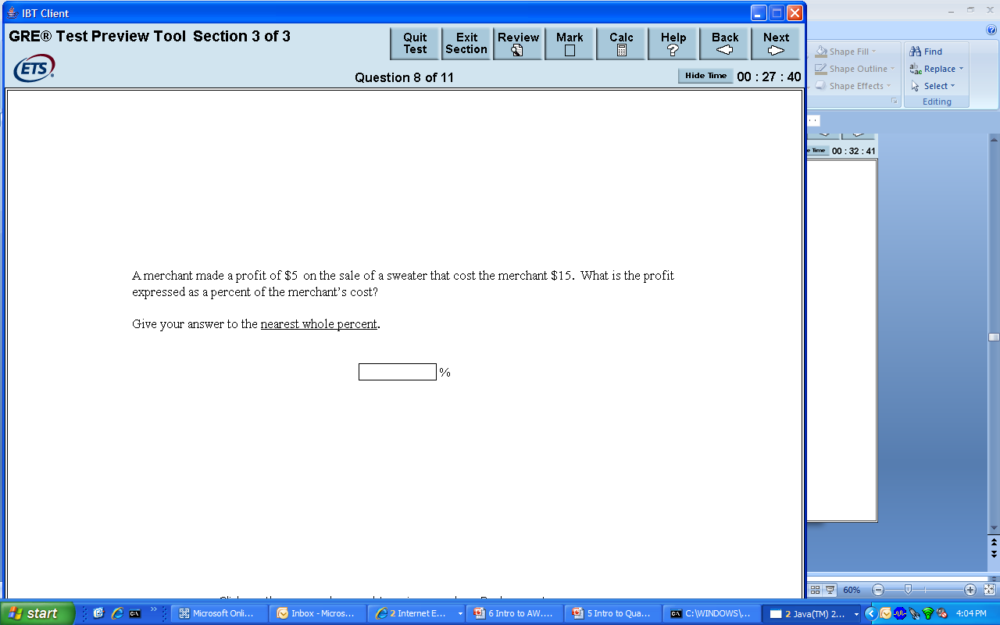 IBT Client
GRE® Test Preview Tool Section 3 of 3
Quit Test
Exit Section
Review
Mark
Calc
Help
?
Back
Next
ETS®
Question 8 of 11
Hide Time 00 : 27 : 40
Shape Fill
Shape Outline
Shape Effects
Find
Replace
Select
Editing
e Time 00 : 32 : 41
A merchant made a profit of $5 on the sale of a sweater that cost the merchant $15. What is the profit
expressed as a percent of the merchant's cost?
Give your answer to the nearest whole percent.
%
60%
start
Microsoft Onli...
Inbox - Micros...
2 Internet E...
6 Intro to AW....
5 Intro to Qua....
C:\WINDOWS\...
2 Java(TM) 2...
4:04 PM